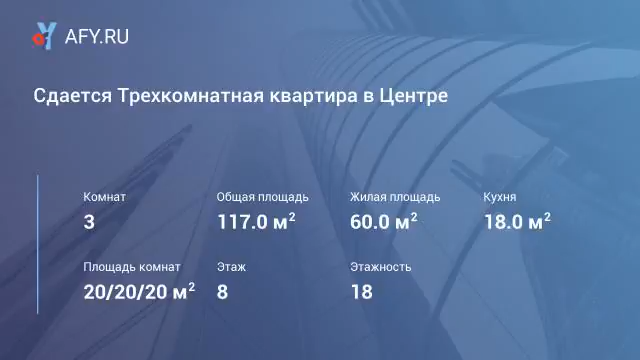 AFY.RU
Сдается Трехкомнатная квартира в Центре
Комнат Общая площадь Жилая площадь Кухня
3 117.0 м² 60.0 м² 18.0 м²
Площадь комнат Этаж Этажность
20/20/20 м² 8 18